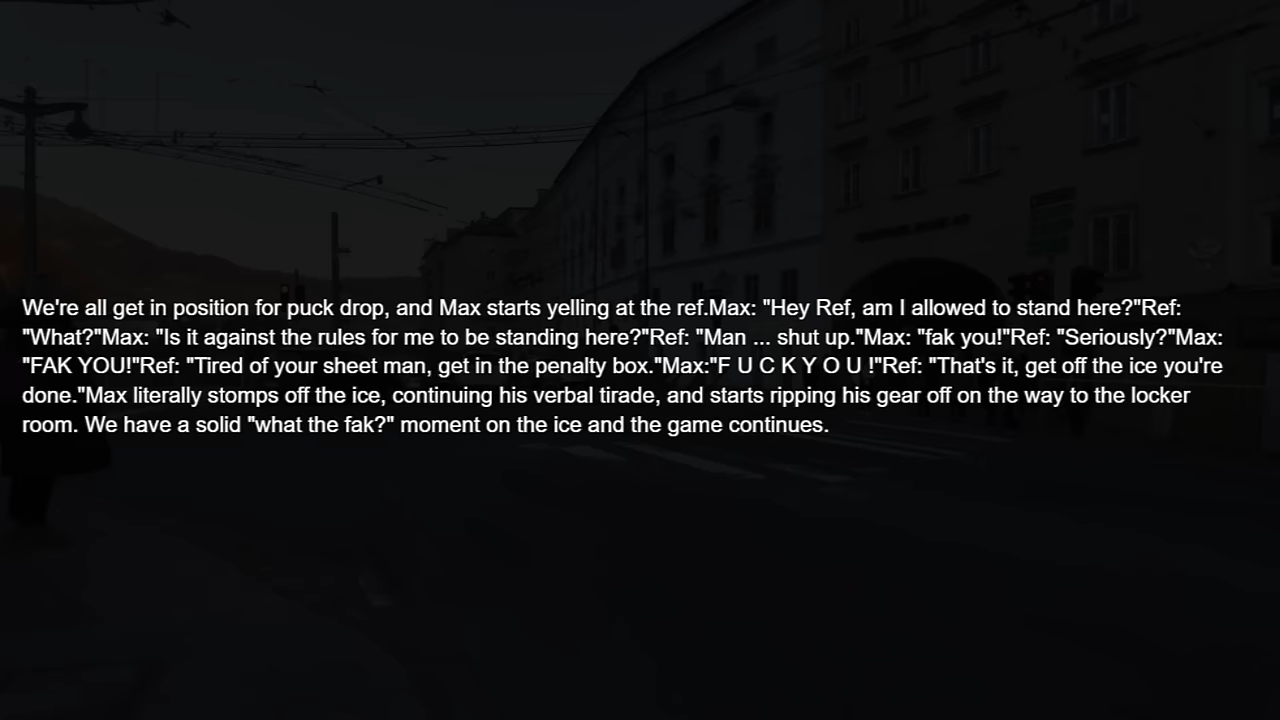 We're all get in position for puck drop, and Max starts yelling at the ref.Max: "Hey Ref, am I allowed to stand here?"Ref:
"What?"Max: "Is it against the rules for me to be standing here?"Ref: "Man ... shut up."Max: "fak you!"Ref: "Seriously?"Max:
"FAK YOU!"Ref: "Tired of your sheet man, get in the penalty box."Max:"F U C K Y O U !"Ref: "That's it, get off the ice you're
done."Max literally stomps off the ice, continuing his verbal tirade, and starts ripping his gear off on the way to the locker
room. We have a solid "what the fak?" moment on the ice and the game continues.